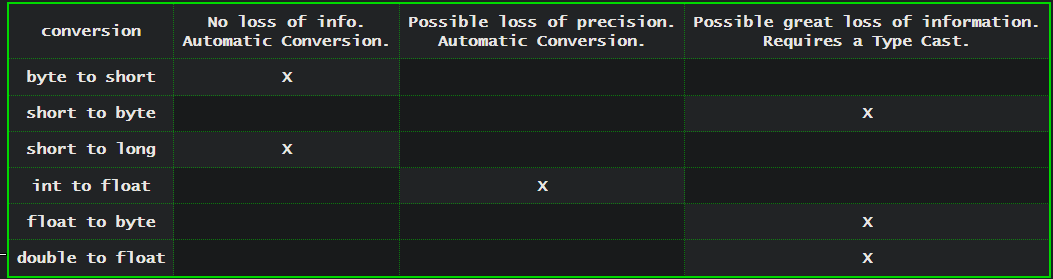 conversion No loss of info. Possible loss of precision. Possible great loss of information.
Automatic Conversion. Automatic Conversion. Requires a Type Cast.
byte to short X
short to byte X
short to long X
int to float X
float to byte X
double to float X